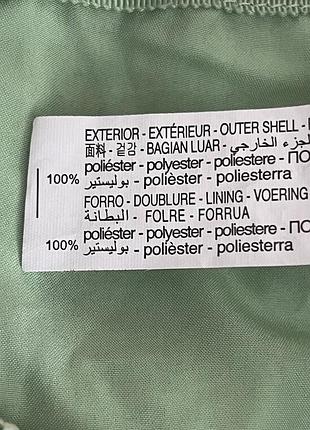 EXTERIOR - EXTÉRIEUR - OUTER SHELL -
面料 - 겉감 - BAGIAN LUAR - الجزء الخارجي
100% poliéster - polyester - poliestere - ПО
بوليستير - polièster - poliesterra
FORRO - DOUBLURE - LINING - VOERING
البطانة - FOLRE - FORRUA
100% poliéster - polyester - poliestere - ПО
بوليستير - polièster - poliesterra